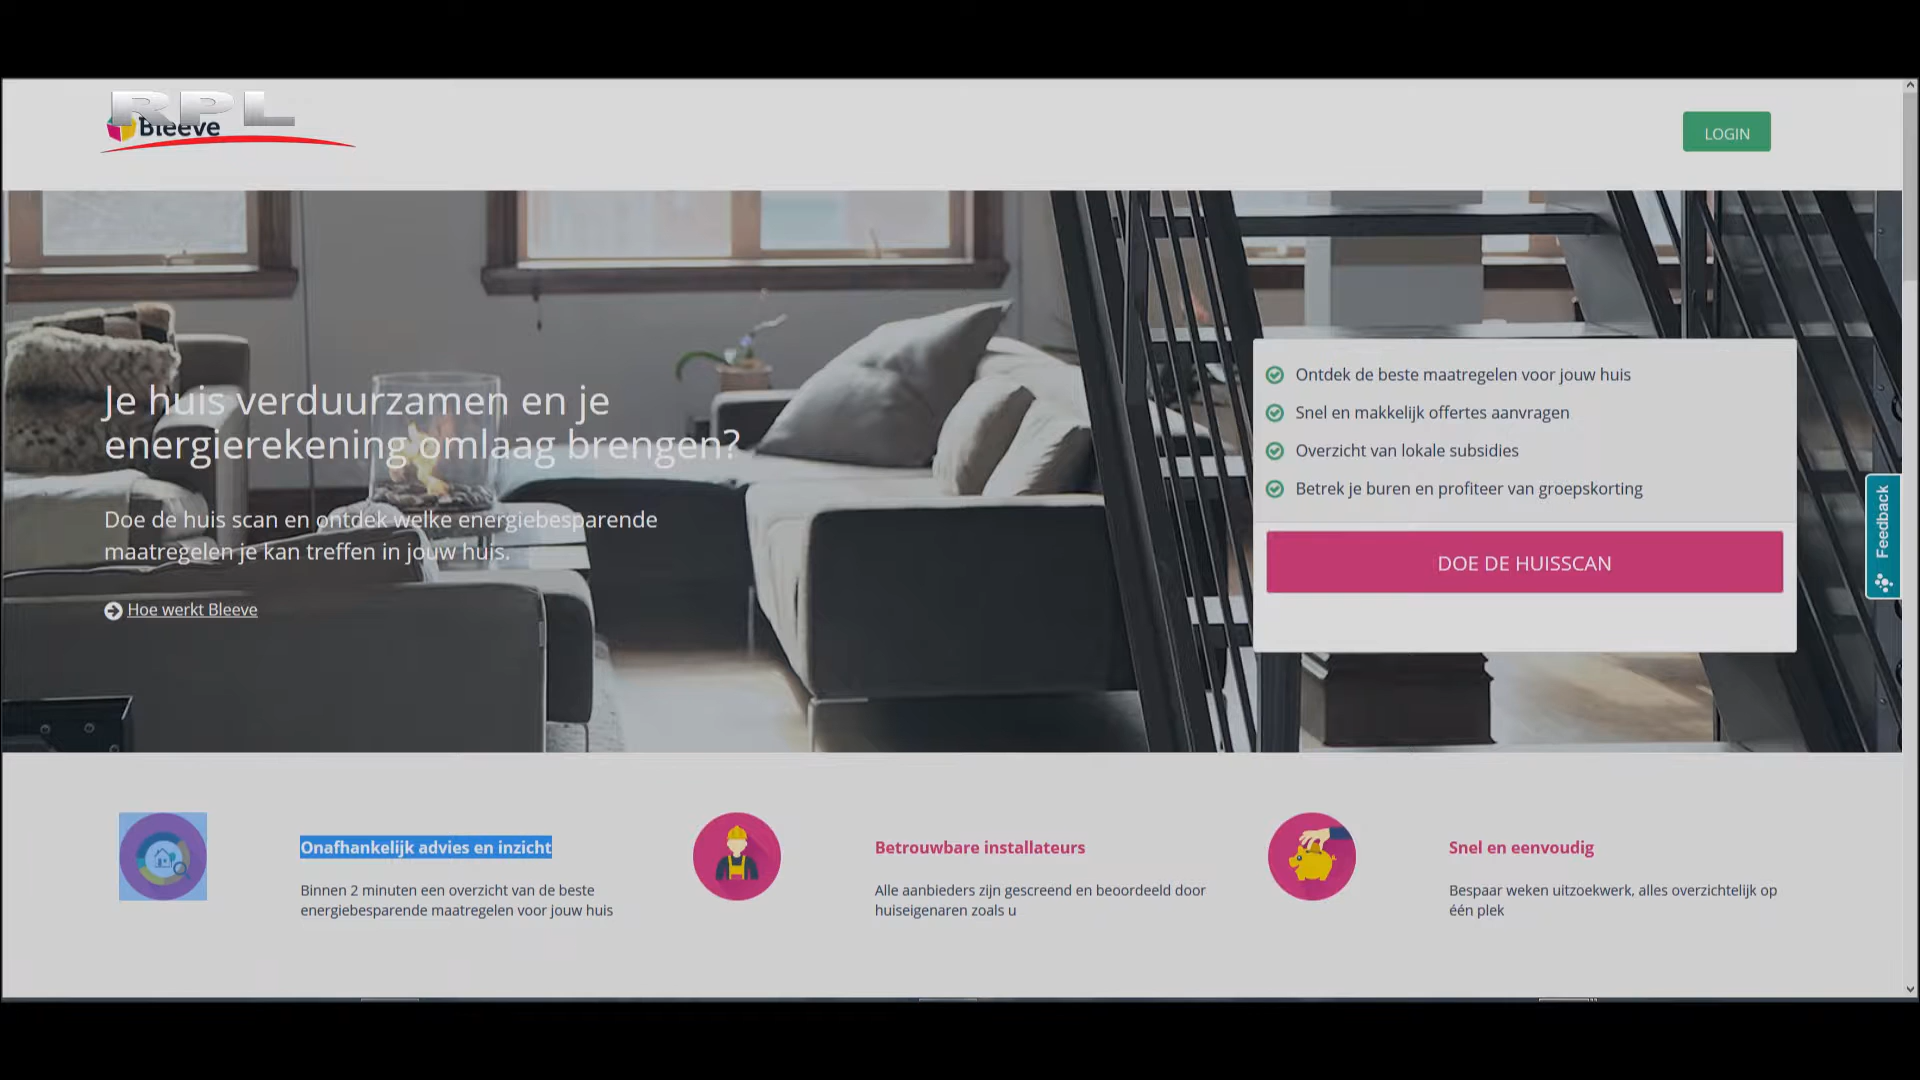 RPL
Bleeve
LOGIN
Je huis verduurzamen en je
energierekening omlaag brengen?
Doe de huis scan en ontdek welke energiebesparende
maatregelen je kan treffen in jouw huis.
Hoe werkt Bleeve
Ontdek de beste maatregelen voor jouw huis
Snel en makkelijk offertes aanvragen
Overzicht van lokale subsidies
Betrek je buren en profiteer van groepskorting
DOE DE HUISSCAN
Feedback
Onafhankelijk advies en inzicht
Binnen 2 minuten een overzicht van de beste
energiebesparende maatregelen voor jouw huis
Betrouwbare installateurs
Alle aanbieders zijn gescreend en beoordeeld door
huiseigenaren zoals u
Snel en eenvoudig
Bespaar weken uitzoekwerk, alles overzichtelijk op
één plek